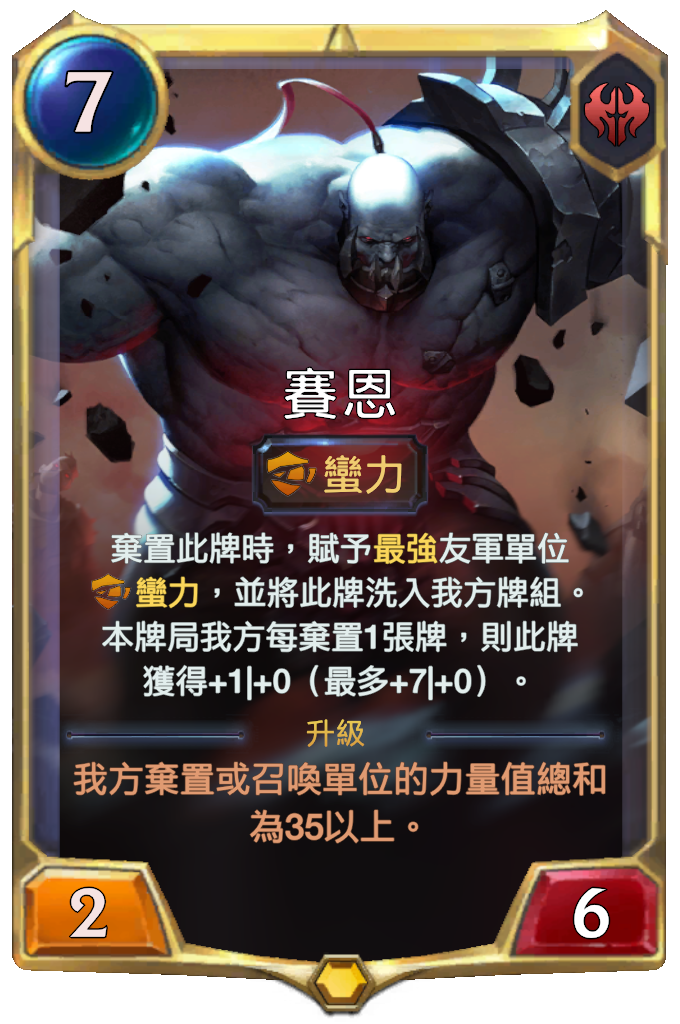 7
賽恩
蠻力
棄置此牌時，賦予最強友軍單位
蠻力，並將此牌洗入我方牌組。
本牌局我方每棄置1張牌，則此牌
獲得+1|+0（最多+7|+0）。
升級
我方棄置或召喚單位的力量值總和
為35以上。
2
6